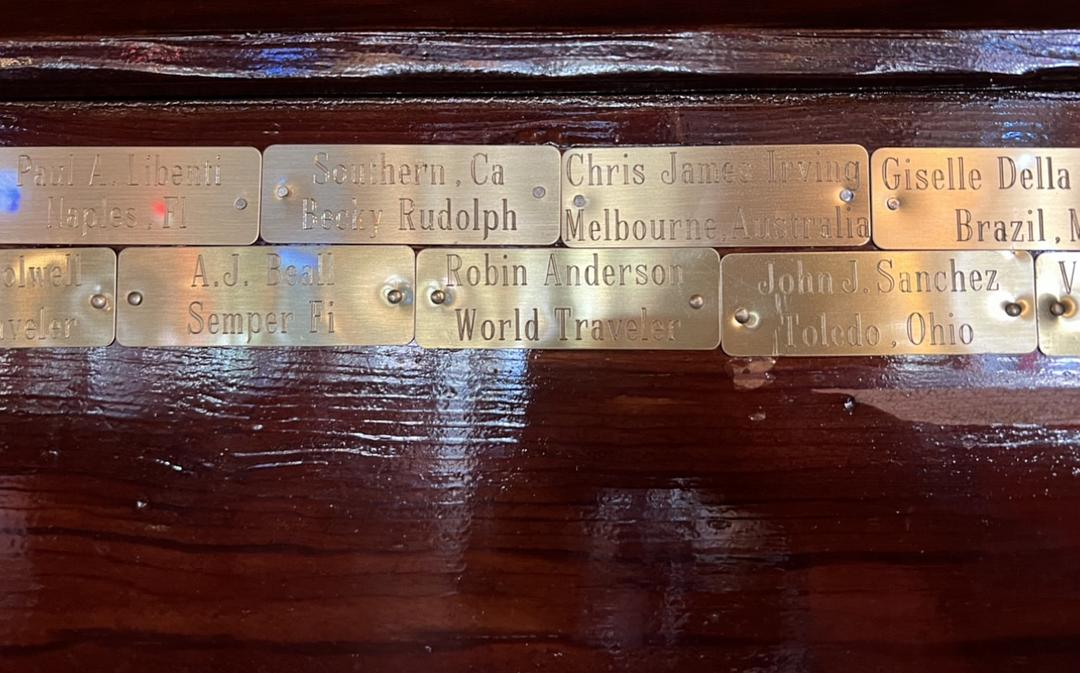 Paul A. Libenti
Naples, Fl
Southern, Ca
Becky Rudolph
Chris James Irving
Melbourne, Australia
Giselle Della
Brazil,
A.J. Beall
Semper Fi
Robin Anderson
World Traveler
John J. Sanchez
Toledo, Ohio